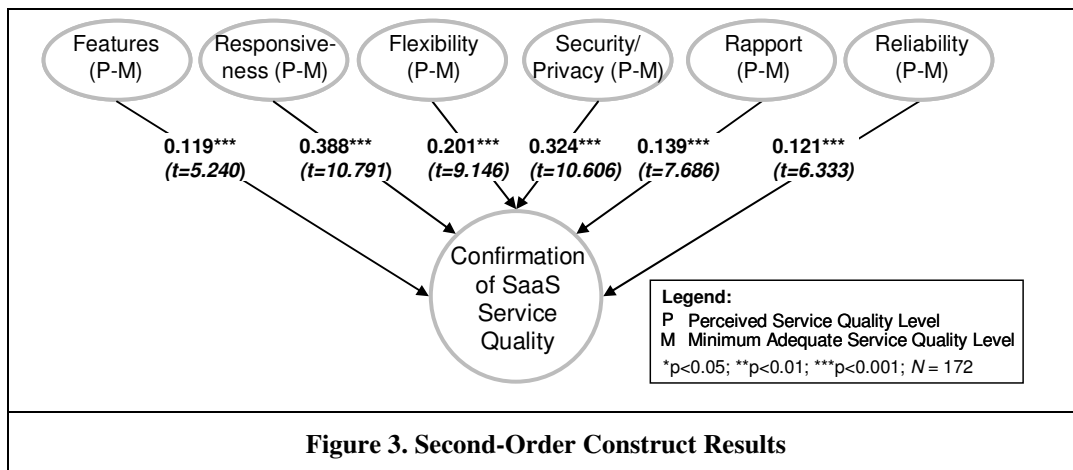 Features
(P-M)
Responsive-
ness (P-M)
Flexibility
(P-M)
Security/
Privacy (P-M)
Rapport
(P-M)
Reliability
(P-M)
0.119***
(t=5.240)
0.388***
(t=10.791)
0.201***
(t=9.146)
0.324***
(t=10.606)
0.139***
(t=7.686)
0.121***
(t=6.333)
Confirmation
of SaaS
Service
Quality
Legend:
P Perceived Service Quality Level
M Minimum Adequate Service Quality Level
*p<0.05; **p<0.01; ***p<0.001; N = 172
Figure 3. Second-Order Construct Results